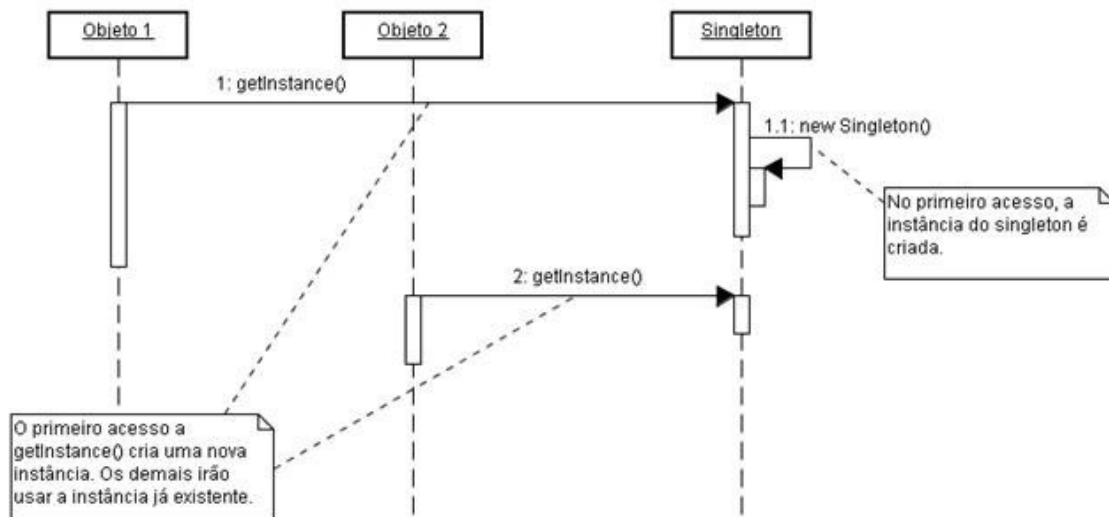 Objeto 1
Objeto 2
Singleton
1: getInstance()
1.1: new Singleton()
No primeiro acesso, a
instância do singleton é
criada.
2: getInstance()
O primeiro acesso a
getInstance() cria uma nova
instância. Os demais irão
usar a instância já existente.